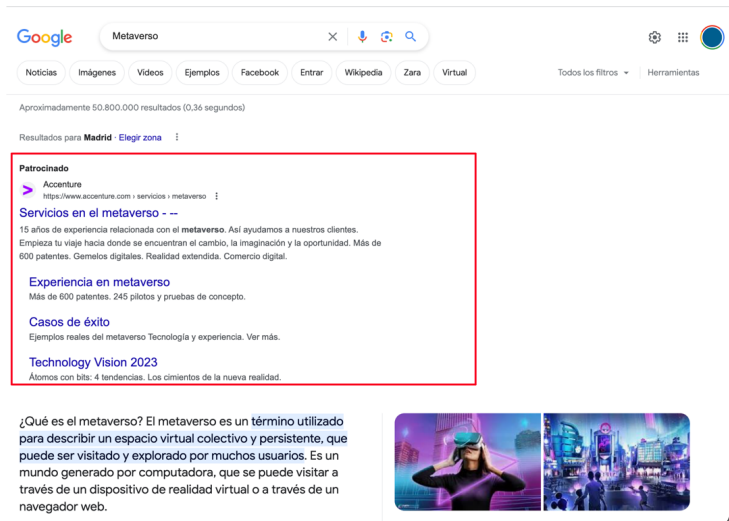 Google
Metaverso
Noticias Imágenes Vídeos Ejemplos Facebook Entrar Wikipedia Zara Virtual Todos los filtros Herramientas
Aproximadamente 50.800.000 resultados (0,36 segundos)
Resultados para Madrid · Elegir zona
Patrocinado
Accenture
https://www.accenture.com › servicios › metaverso
Servicios en el metaverso - --
15 años de experiencia relacionada con el metaverso. Así ayudamos a nuestros clientes.
Empieza tu viaje hacia donde se encuentran el cambio, la imaginación y la oportunidad. Más de
600 patentes. Gemelos digitales. Realidad extendida. Comercio digital.
Experiencia en metaverso
Más de 600 patentes. 245 pilotos y pruebas de concepto.
Casos de éxito
Ejemplos reales del metaverso Tecnología y experiencia. Ver más.
Technology Vision 2023
Átomos con bits: 4 tendencias. Los cimientos de la nueva realidad.
¿Qué es el metaverso? El metaverso es un término utilizado
para describir un espacio virtual colectivo y persistente, que
puede ser visitado y explorado por muchos usuarios. Es un
mundo generado por computadora, que se puede visitar a
través de un dispositivo de realidad virtual o a través de un
navegador web.